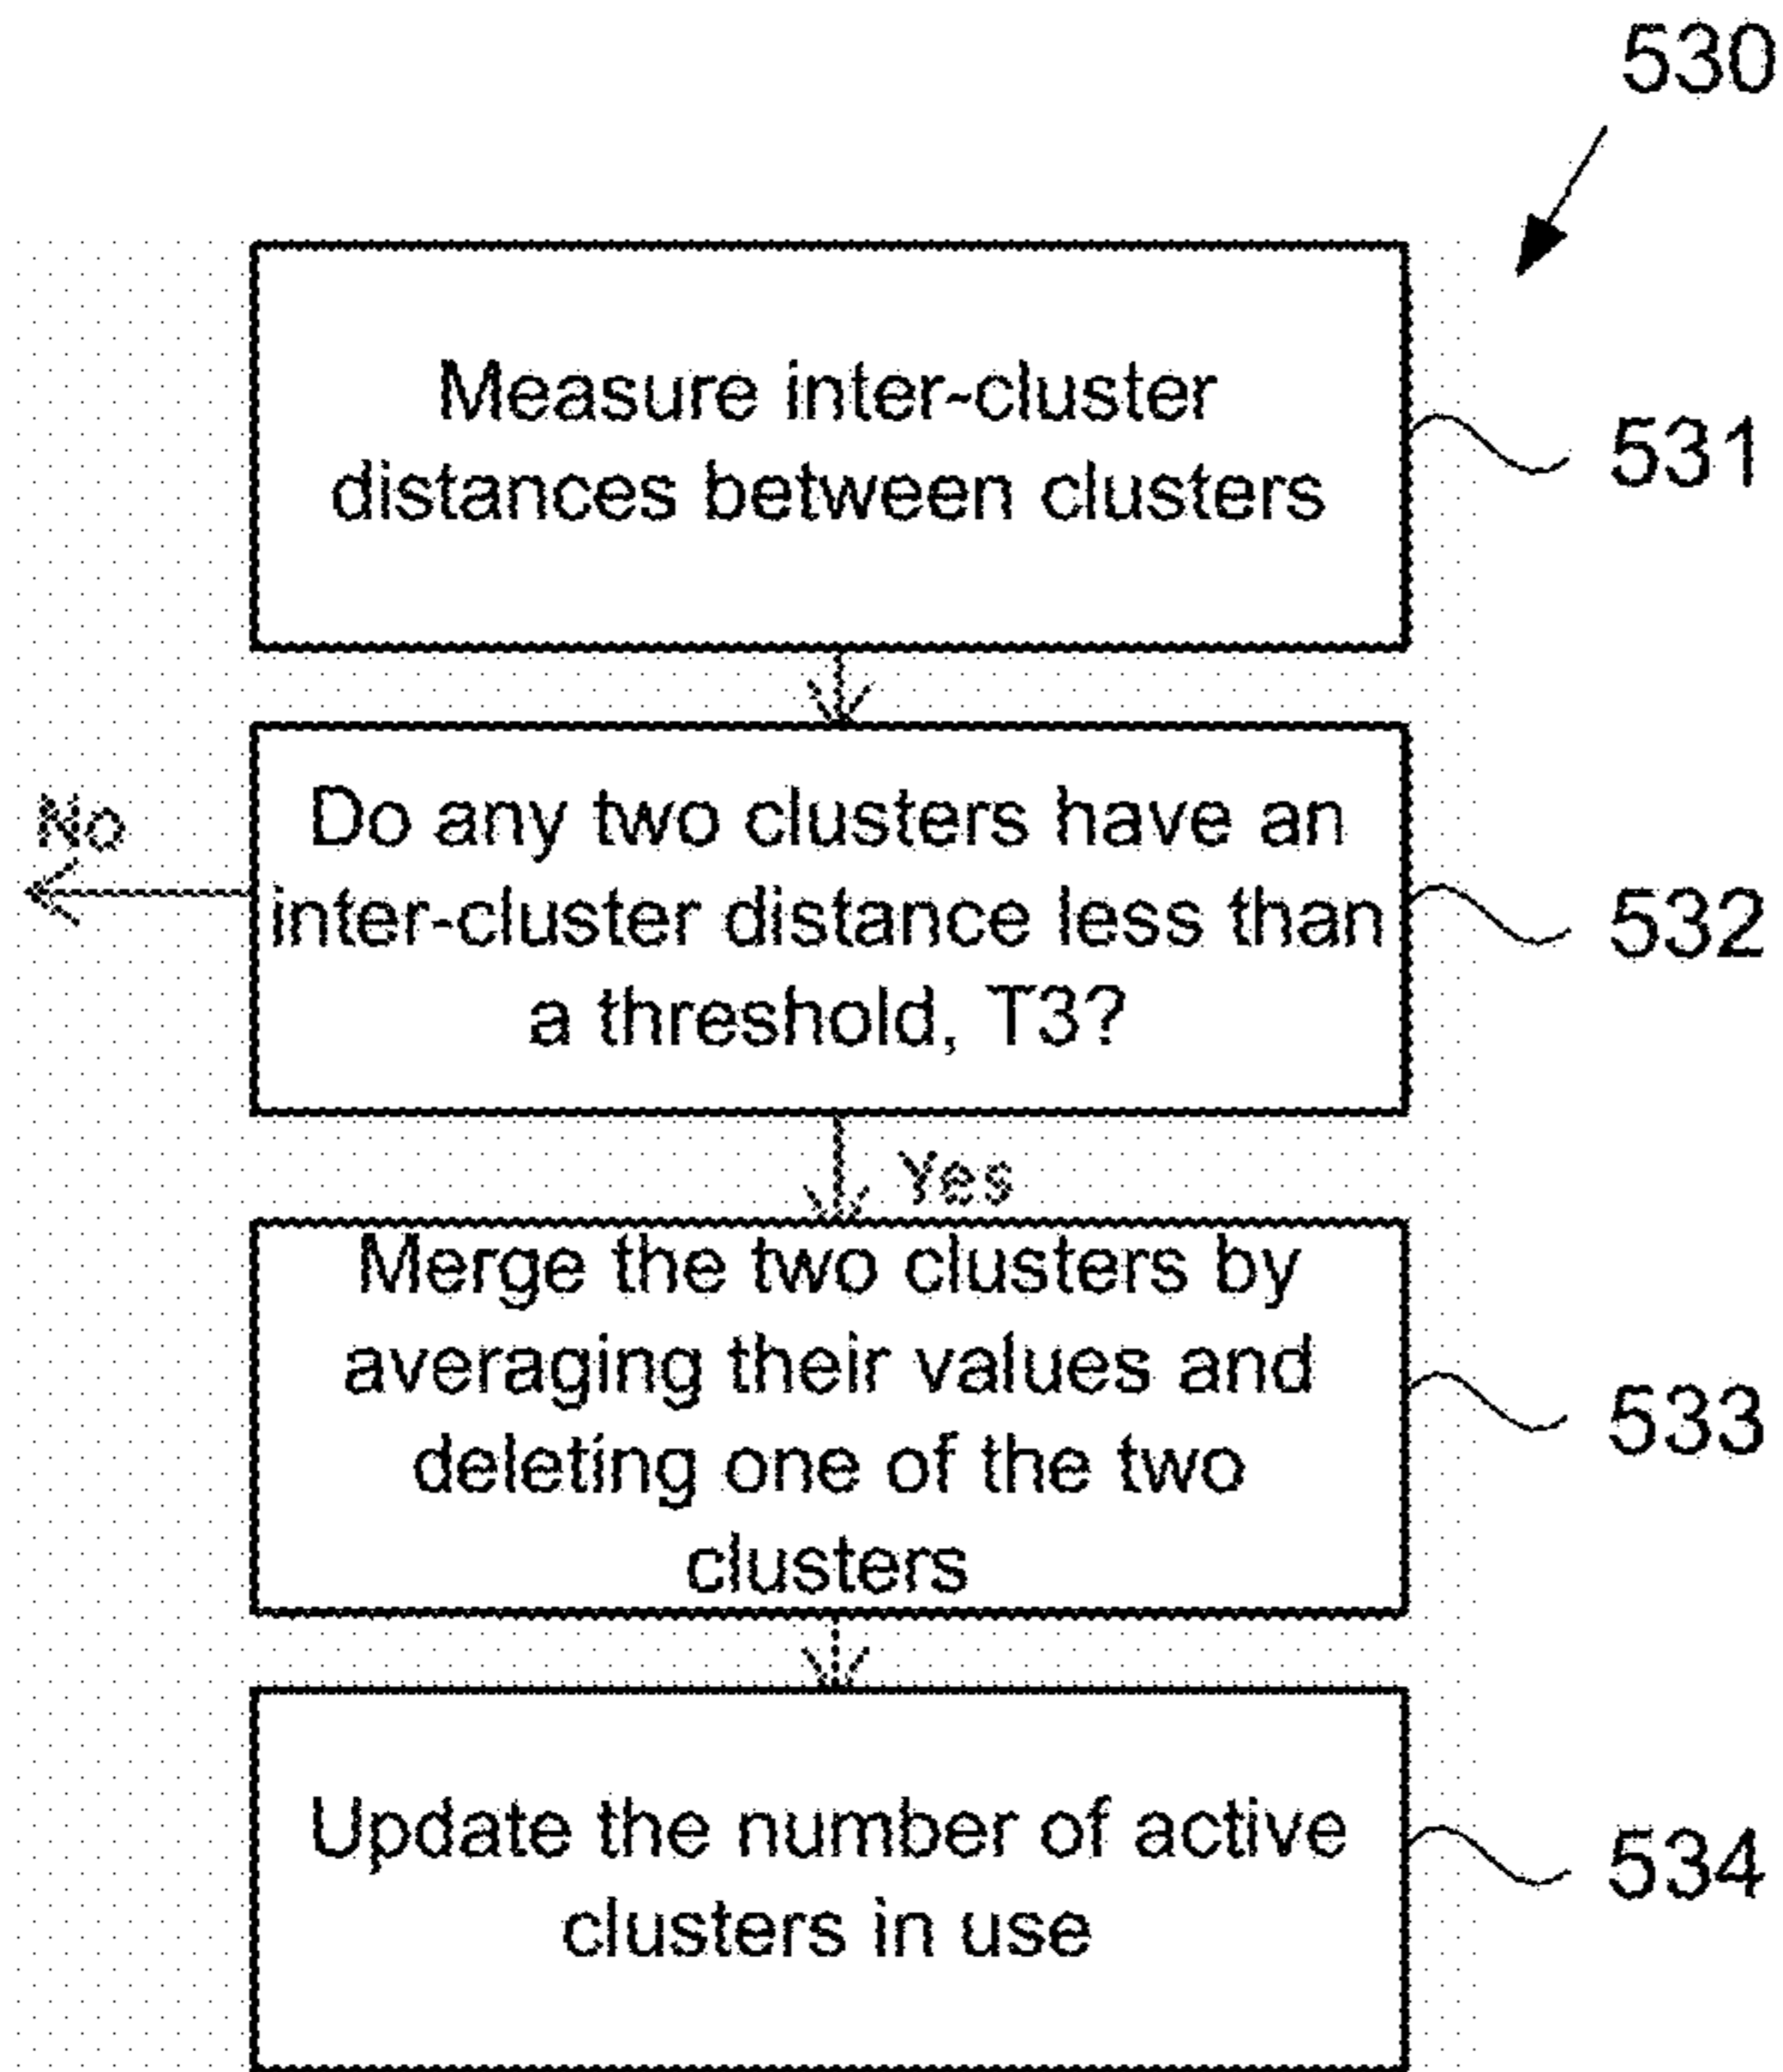 530
Measure inter-cluster
distances between clusters
531
No
Do any two clusters have an
inter-cluster distance less than
a threshold, T3?
532
Yes
Merge the two clusters by
averaging their values and
deleting one of the two
clusters
533
Update the number of active
clusters in use
534